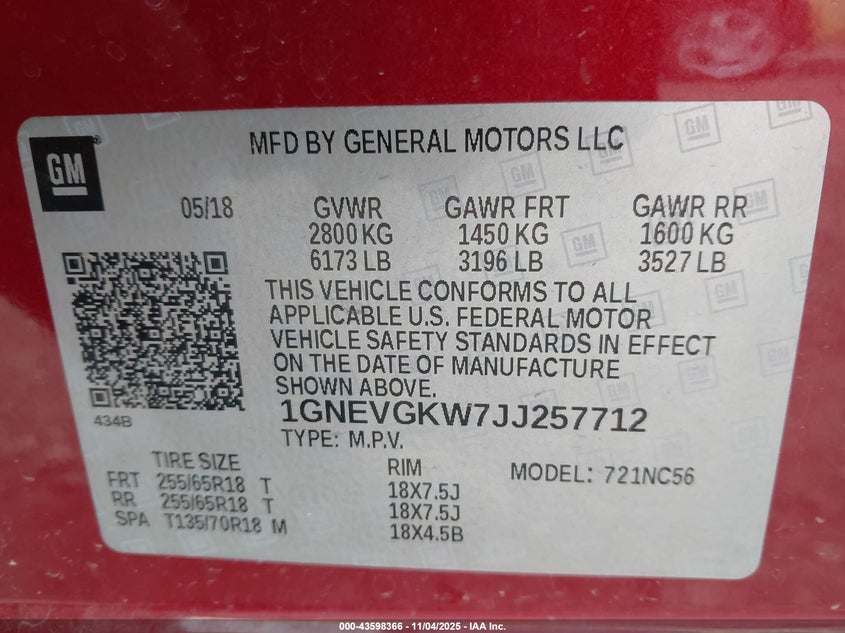 GM
MFD BY GENERAL MOTORS LLC
05/18 GVWR GAWR FRT GAWR RR
2800 KG 1450 KG 1600 KG
6173 LB 3196 LB 3527 LB
THIS VEHICLE CONFORMS TO ALL
APPLICABLE U.S. FEDERAL MOTOR
VEHICLE SAFETY STANDARDS IN EFFECT
ON THE DATE OF MANUFACTURE
SHOWN ABOVE.
434B
1GNEVGKW7JJ257712
TYPE: M.P.V.
TIRE SIZE RIM MODEL: 721NC56
FRT 255/65R18 T 18X7.5J
RR 255/65R18 T 18X7.5J
SPA T135/70R18 M 18X4.5B
000-43598366 - 11/04/2025 - IAA Inc.